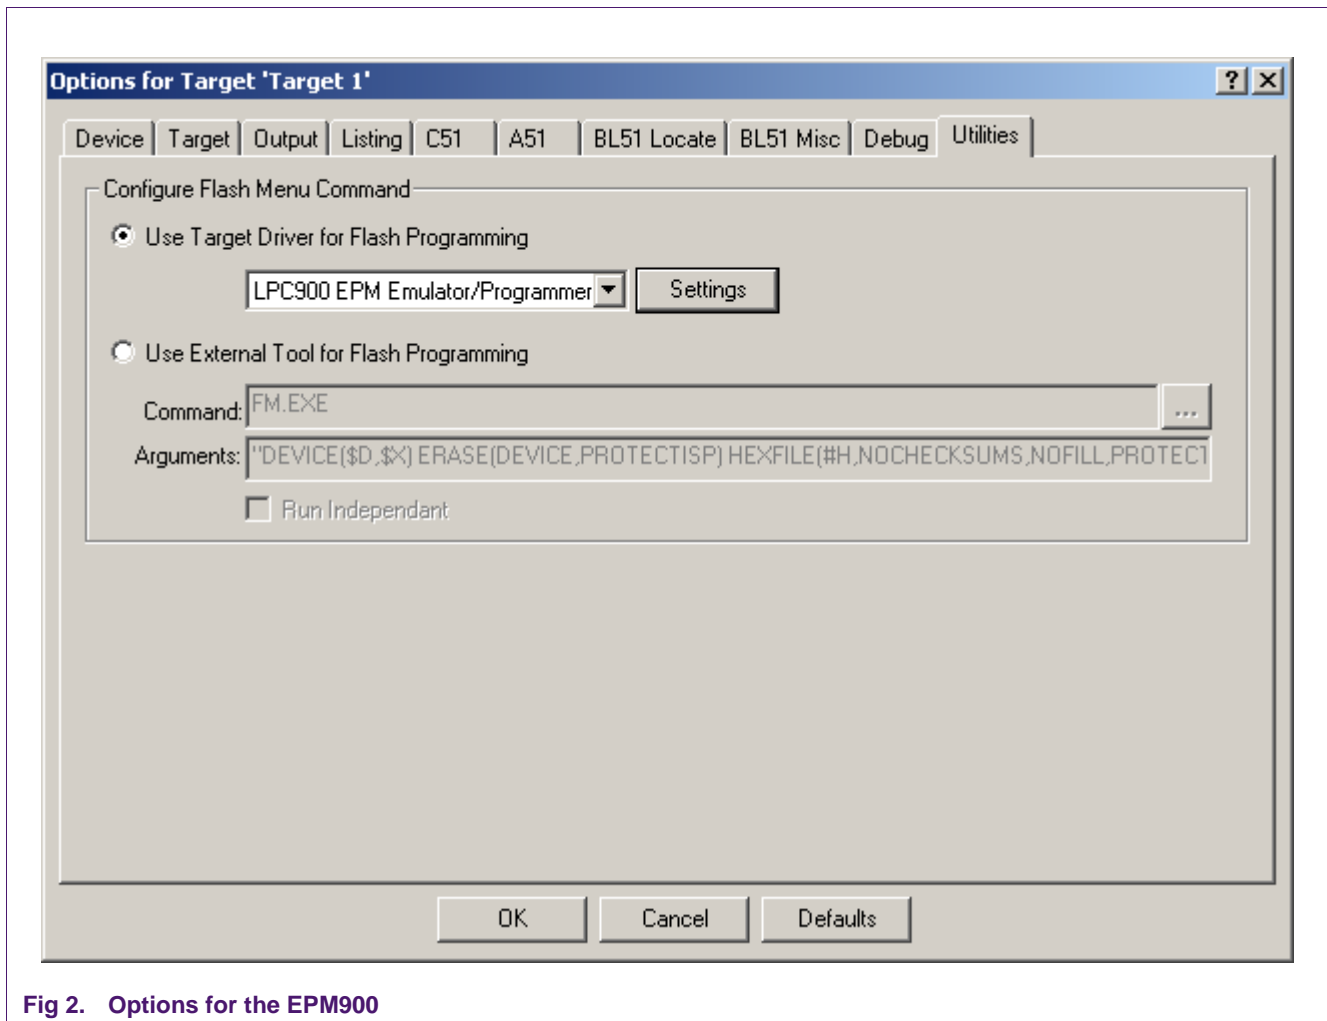 Options for Target 'Target 1'
Device Target Output Listing C51 A51 BL51 Locate BL51 Misc Debug Utilities
Configure Flash Menu Command
Use Target Driver for Flash Programming
LPC900 EPM Emulator/Programmer Settings
Use External Tool for Flash Programming
Command: FM.EXE ...
Arguments: "DEVICE($D,$X) ERASE(DEVICE,PROTECTISP) HEXFILE(#H,NOCHECKSUMS,NOFILL,PROTECT
Run Independant
OK Cancel Defaults
Fig 2. Options for the EPM900